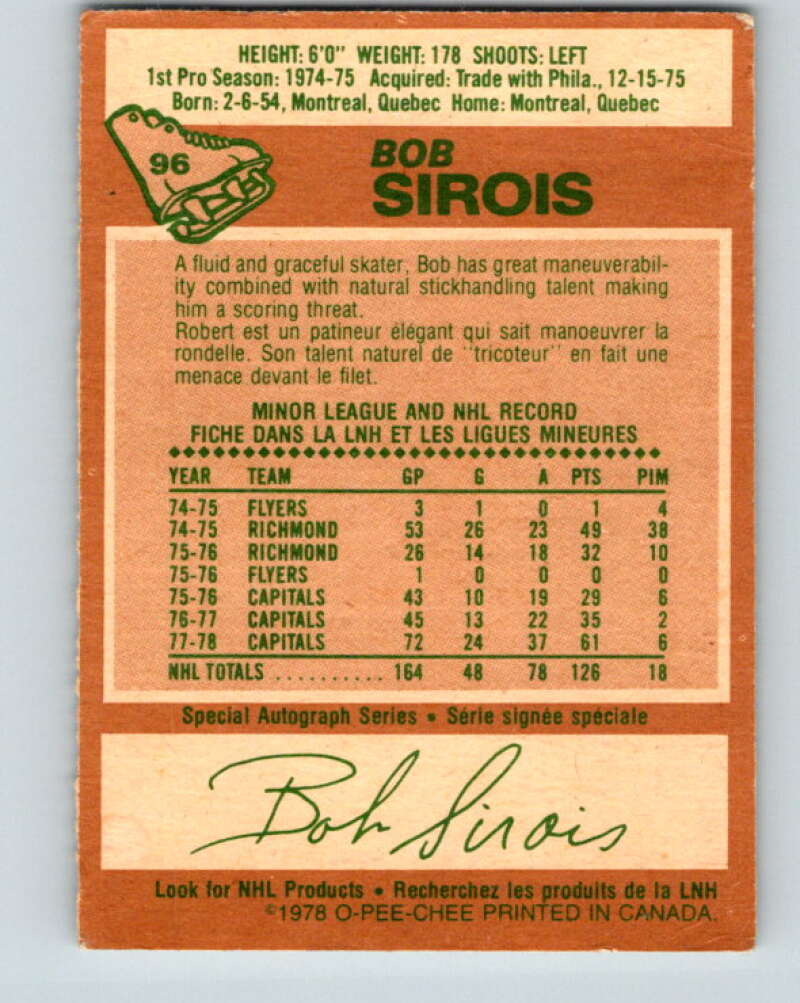 HEIGHT: 6'0" WEIGHT: 178 SHOOTS: LEFT
1st Pro Season: 1974-75 Acquired: Trade with Phila., 12-15-75
Born: 2-6-54, Montreal, Quebec Home: Montreal, Quebec
96
BOB
SIROIS
A fluid and graceful skater, Bob has great maneuverabil-
ity combined with natural stickhandling talent making
him a scoring threat.
Robert est un patineur élégant qui sait manoeuvrer la
rondelle. Son talent naturel de "tricoteur" en fait une
menace devant le filet.
MINOR LEAGUE AND NHL RECORD
FICHE DANS LA LNH ET LES LIGUES MINEURES
YEAR TEAM GP G A PTS PIM
74-75 FLYERS 3 1 0 1 4
74-75 RICHMOND 53 26 23 49 38
75-76 RICHMOND 26 14 18 32 10
75-76 FLYERS 1 0 0 0 0
75-76 CAPITALS 43 10 19 29 6
76-77 CAPITALS 45 13 22 35 2
77-78 CAPITALS 72 24 37 61 6
NHL TOTALS .......... 164 48 78 126 18
Special Autograph Series • Série signée spéciale
Bob Sirois
Look for NHL Products • Recherchez les produits de la LNH
©1978 O-PEE-CHEE PRINTED IN CANADA.